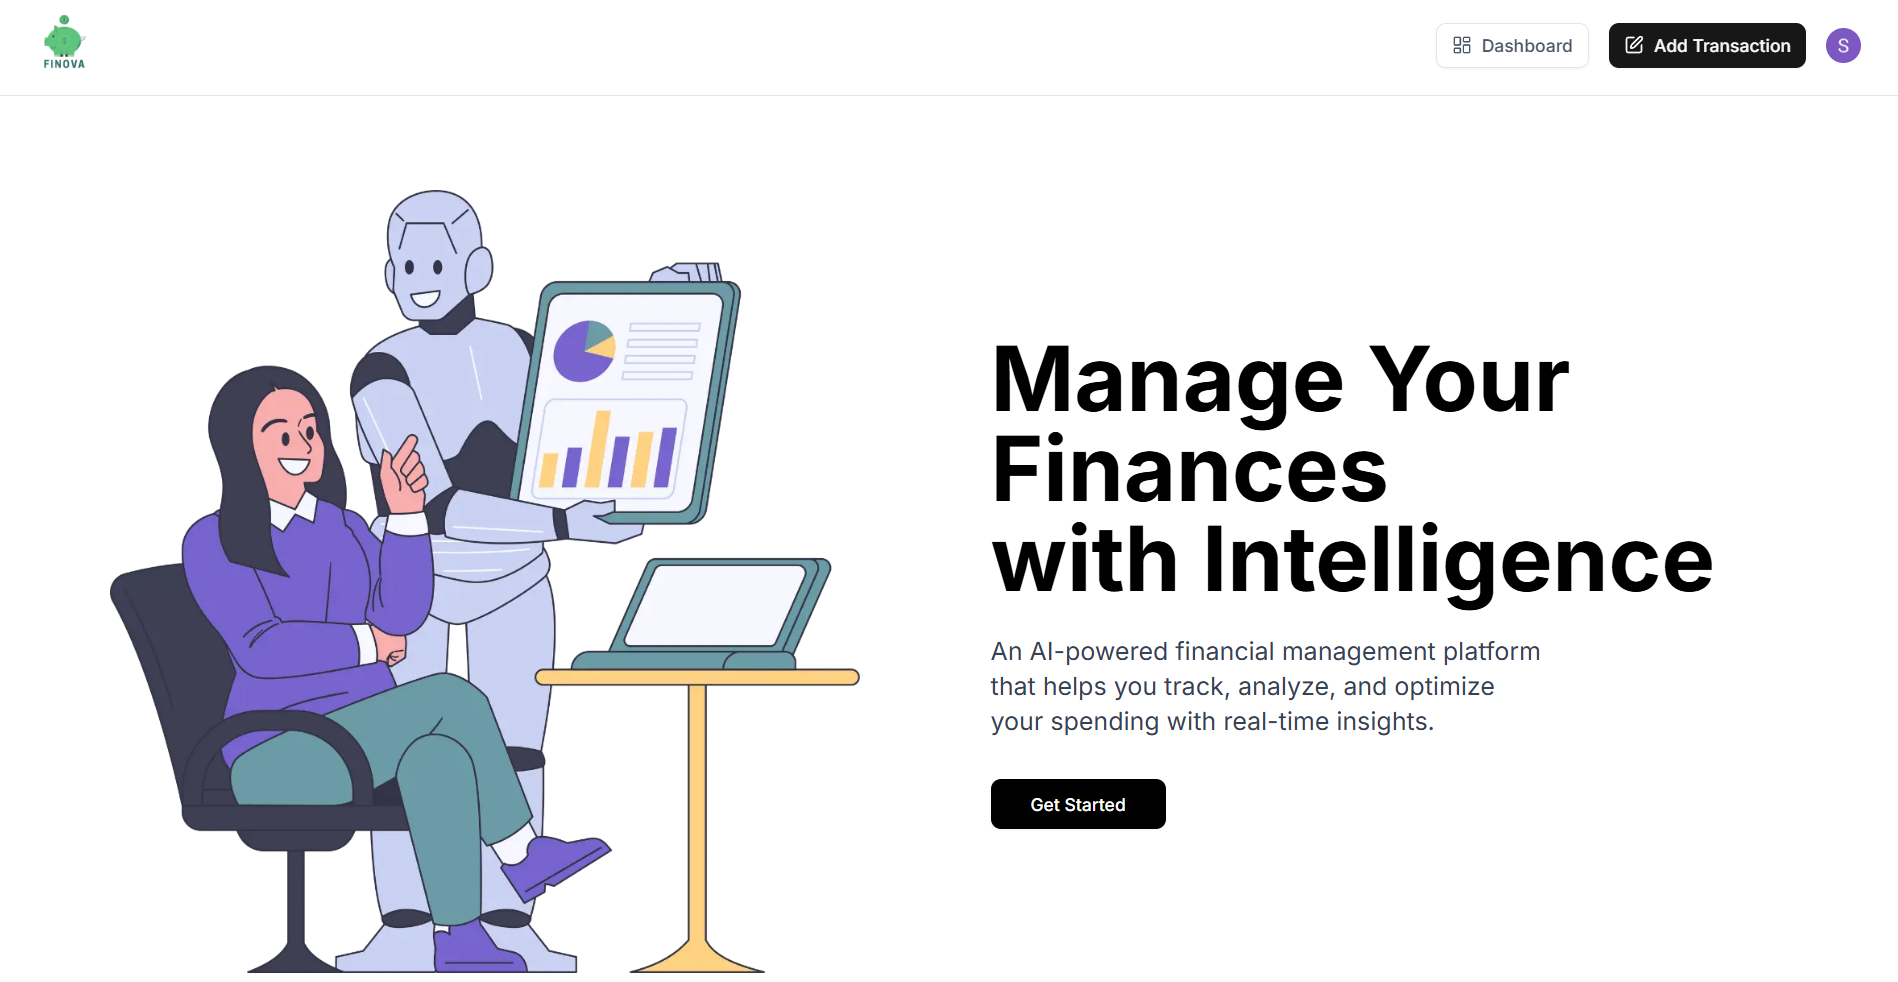 FINOVA
Dashboard
Add Transaction
S
Manage Your
Finances
with Intelligence
An AI-powered financial management platform
that helps you track, analyze, and optimize
your spending with real-time insights.
Get Started